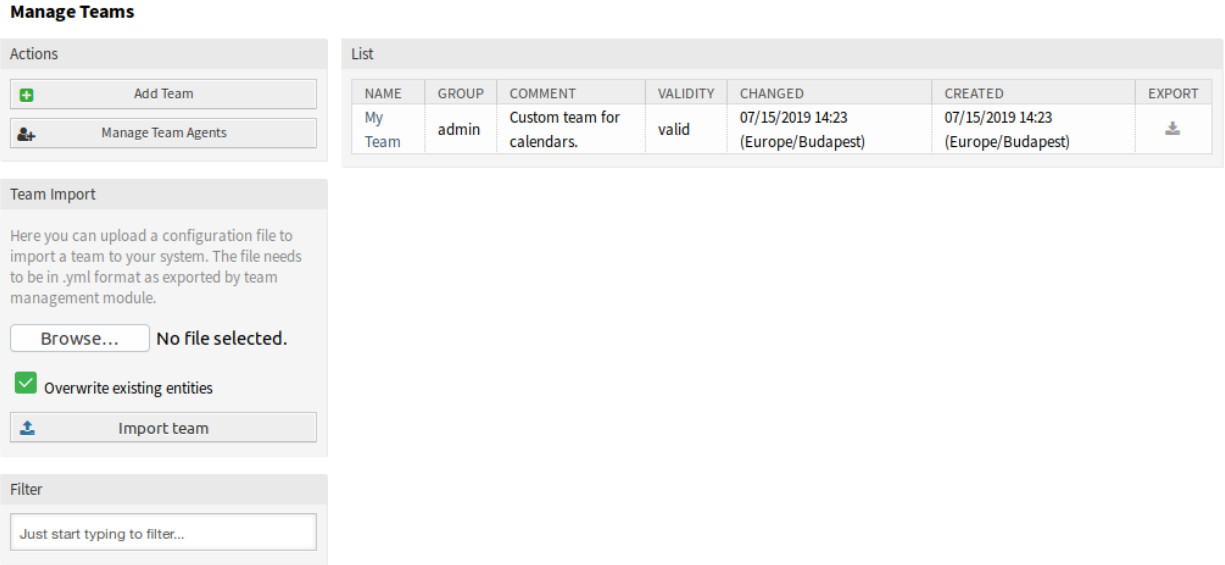 Manage Teams
Actions
Add Team
Manage Team Agents
Team Import
Here you can upload a configuration file to
import a team to your system. The file needs
to be in .yml format as exported by team
management module.
Browse... No file selected.
Overwrite existing entities
Import team
Filter
Just start typing to filter...
List
NAME GROUP COMMENT VALIDITY CHANGED CREATED EXPORT
My Team admin Custom team for calendars. valid 07/15/2019 14:23 (Europe/Budapest) 07/15/2019 14:23 (Europe/Budapest)